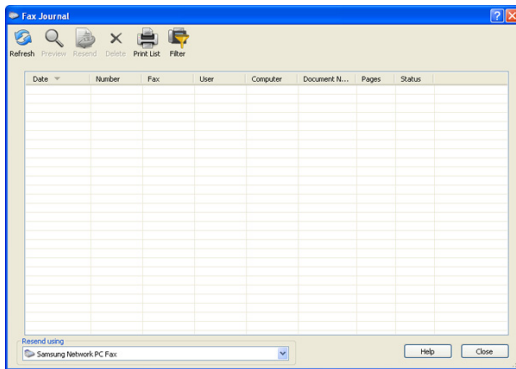 Fax Journal
Refresh Preview Resend Delete Print List Filter
Date Number Fax User Computer Document N... Pages Status
Resend using
Samsung Network PC Fax
Help Close